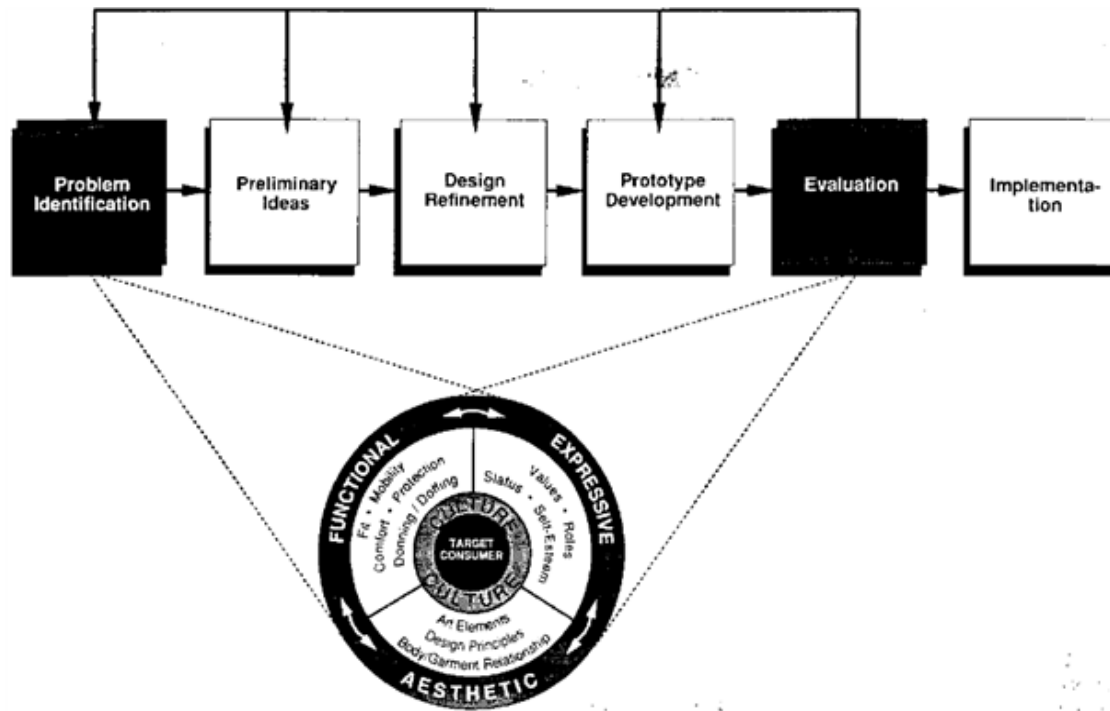 Problem
Identification
Preliminary
Ideas
Design
Refinement
Prototype
Development
Evaluation
Implementa-
tion
FUNCTIONAL
Fit • Mobility
Comfort • Protection
Donning / Doffing
EXPRESSIVE
Values • Roles
Status • Self-Esteem
CULTURE
TARGET
CONSUMER
CULTURE
Art Elements
Design Principles
Body/Garment Relationship
AESTHETIC